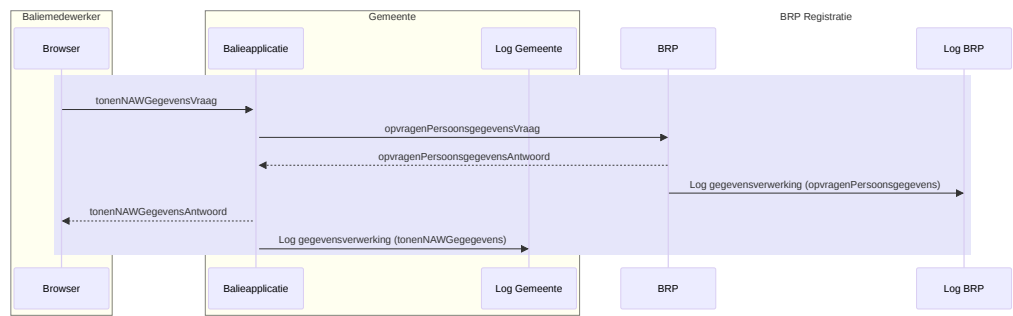 Baliemedewerker
Gemeente
BRP Registratie
Browser
Balieapplicatie
Log Gemeente
BRP
Log BRP
tonenNAWGegevensVraag
opvragenPersoonsgegevensVraag
opvragenPersoonsgegevensAntwoord
Log gegevensverwerking (opvragenPersoonsgegevens)
tonenNAWGegevensAntwoord
Log gegevensverwerking (tonenNAWGegegevens)
Browser
Balieapplicatie
Log Gemeente
BRP
Log BRP